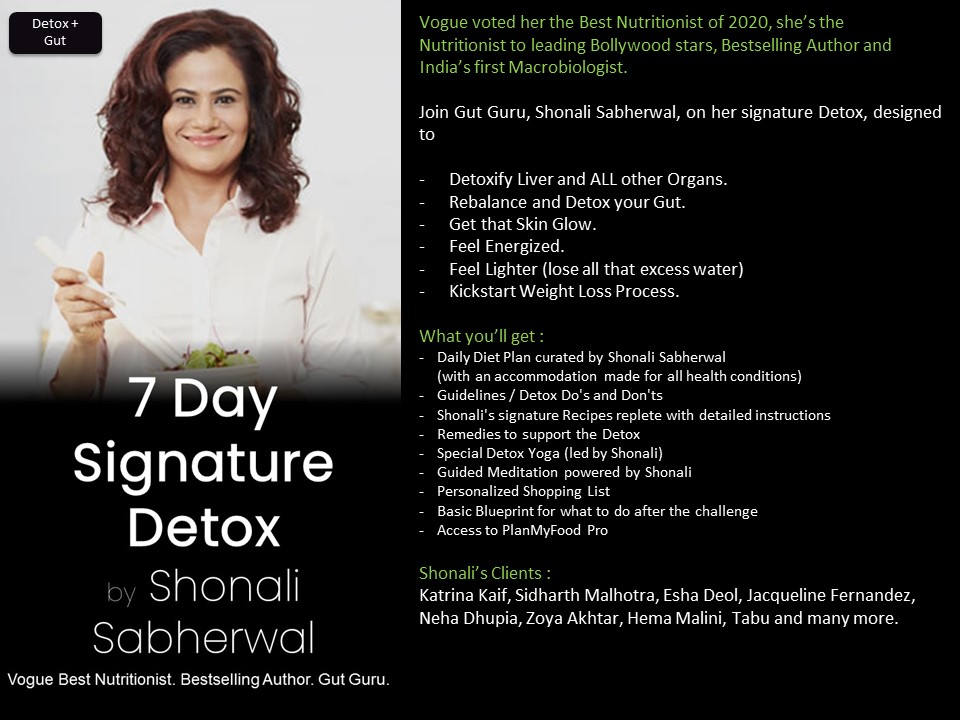 Detox +
Gut
7 Day
Signature
Detox
by Shonali
Sabherwal
Vogue Best Nutritionist. Bestselling Author. Gut Guru.
Vogue voted her the Best Nutritionist of 2020, she’s the
Nutritionist to leading Bollywood stars, Bestselling Author and
India’s first Macrobiologist.
Join Gut Guru, Shonali Sabherwal, on her signature Detox, designed
to
- Detoxify Liver and ALL other Organs.
- Rebalance and Detox your Gut.
- Get that Skin Glow.
- Feel Energized.
- Feel Lighter (lose all that excess water)
- Kickstart Weight Loss Process.
What you’ll get :
- Daily Diet Plan curated by Shonali Sabherwal
(with an accommodation made for all health conditions)
- Guidelines / Detox Do's and Don'ts
- Shonali's signature Recipes replete with detailed instructions
- Remedies to support the Detox
- Special Detox Yoga (led by Shonali)
- Guided Meditation powered by Shonali
- Personalized Shopping List
- Basic Blueprint for what to do after the challenge
- Access to PlanMyFood Pro
Shonali’s Clients :
Katrina Kaif, Sidharth Malhotra, Esha Deol, Jacqueline Fernandez,
Neha Dhupia, Zoya Akhtar, Hema Malini, Tabu and many more.